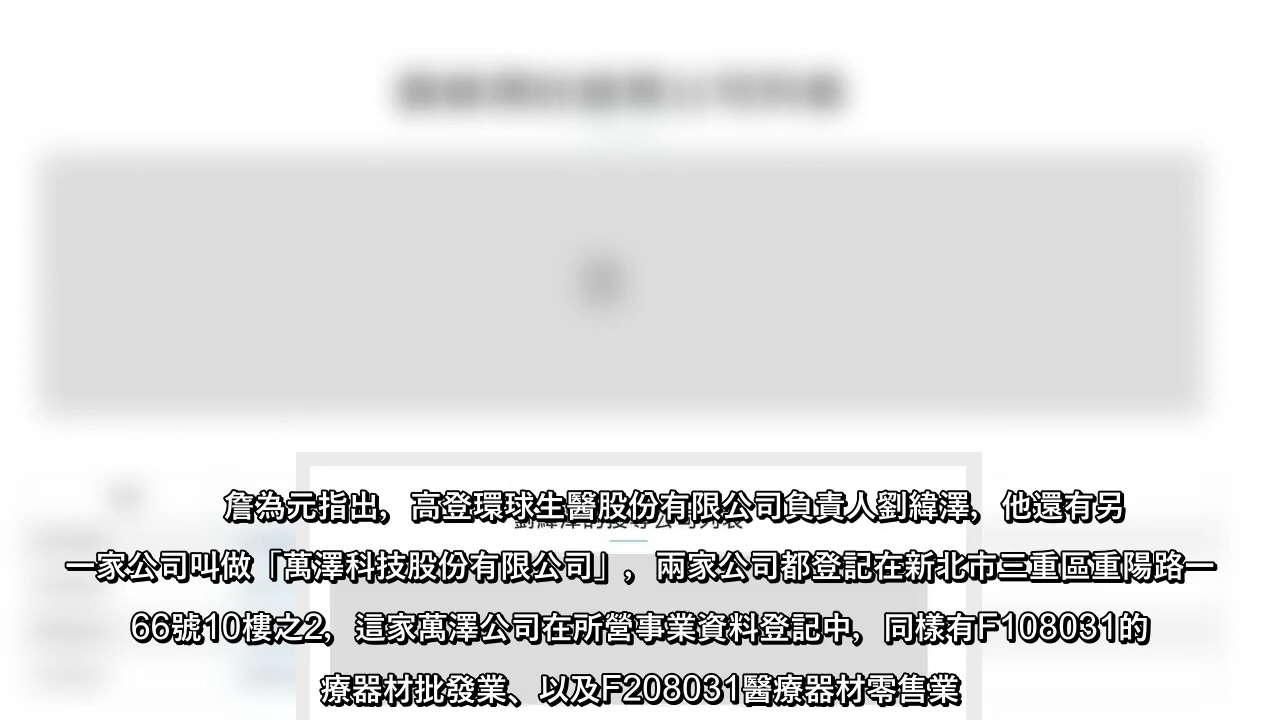 詹為元指出，高登環球生醫股份有限公司負責人劉緯澤，他還有另
一家公司叫做「萬澤科技股份有限公司」，兩家公司都登記在新北市三重區重陽路一
66號10樓之2，這家萬澤公司在所營事業資料登記中，同樣有F108031的
療器材批發業、以及F208031醫療器材零售業